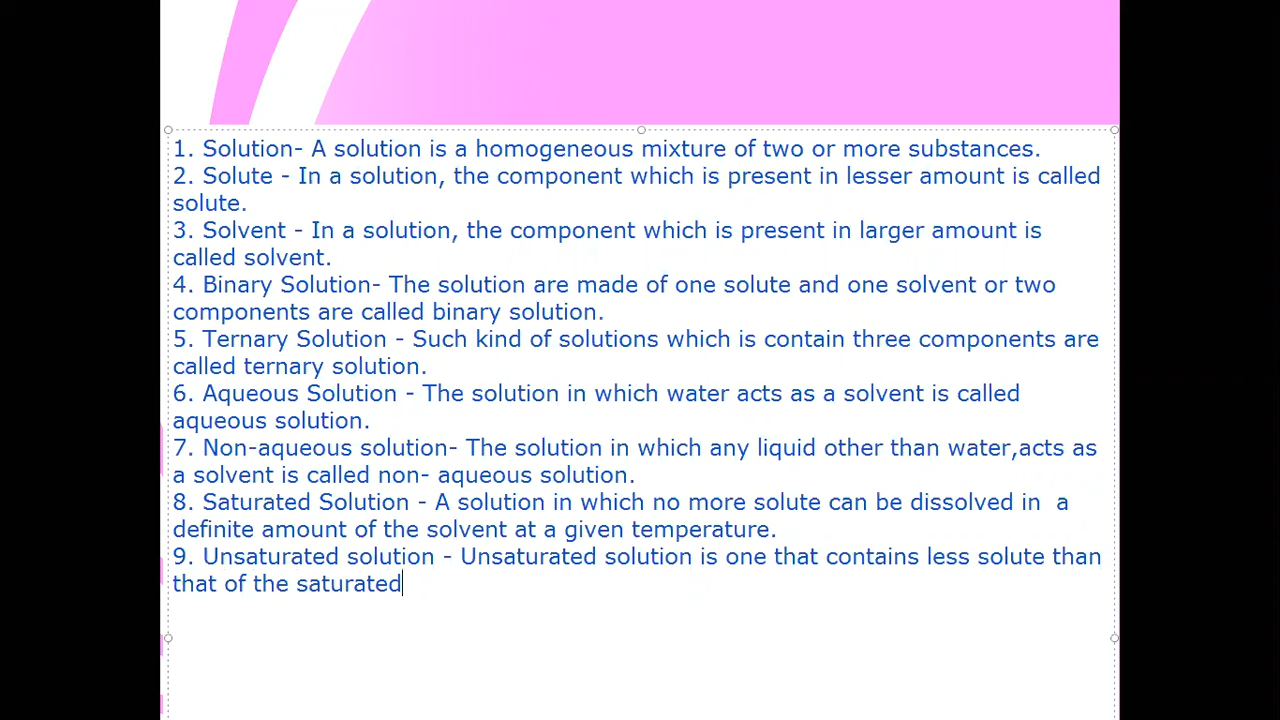 1. Solution- A solution is a homogeneous mixture of two or more substances.
2. Solute - In a solution, the component which is present in lesser amount is called
solute.
3. Solvent - In a solution, the component which is present in larger amount is
called solvent.
4. Binary Solution- The solution are made of one solute and one solvent or two
components are called binary solution.
5. Ternary Solution - Such kind of solutions which is contain three components are
called ternary solution.
6. Aqueous Solution - The solution in which water acts as a solvent is called
aqueous solution.
7. Non-aqueous solution- The solution in which any liquid other than water,acts as
a solvent is called non- aqueous solution.
8. Saturated Solution - A solution in which no more solute can be dissolved in  a
definite amount of the solvent at a given temperature.
9. Unsaturated solution - Unsaturated solution is one that contains less solute than
that of the saturated